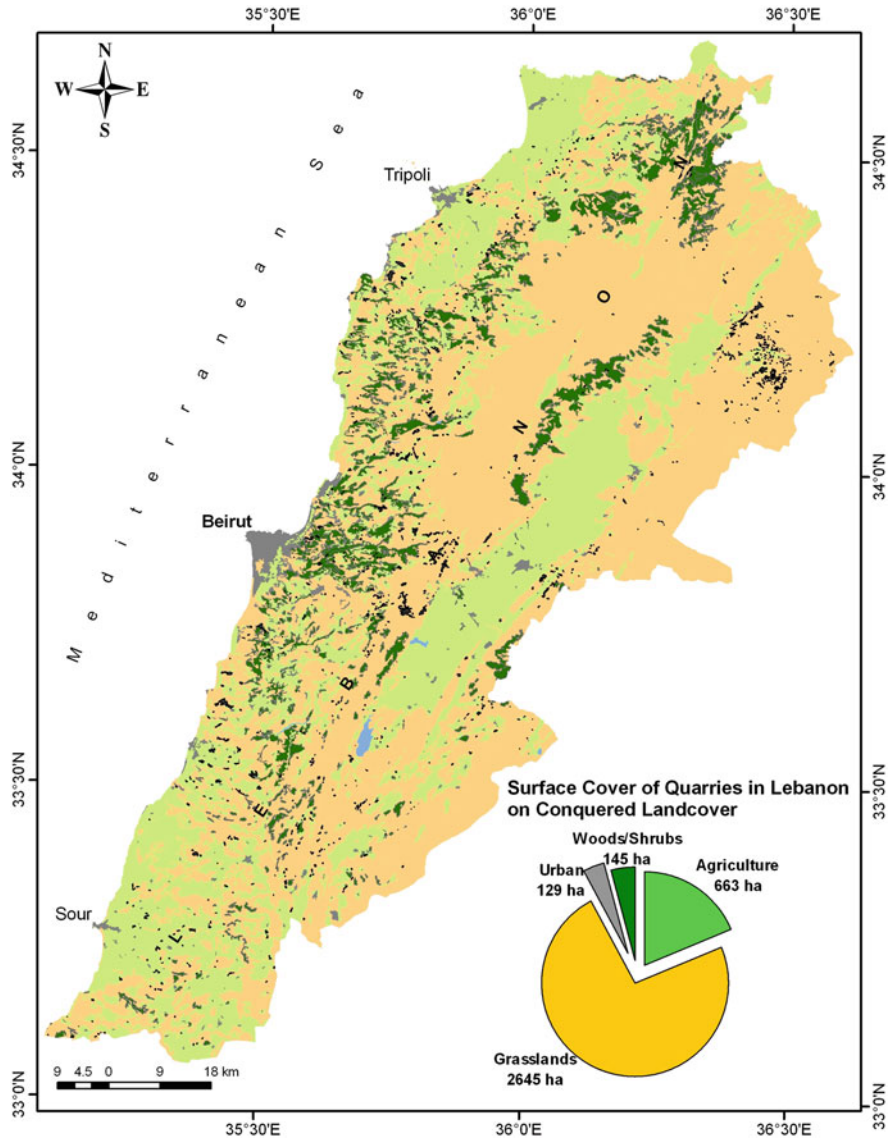 35°30'E 36°0'E 36°30'E
N
W E
S
34°30'N 34°30'N
Mediterranean Sea
Tripoli
34°0'N 34°0'N
Beirut
33°30'N 33°30'N
Sour
LEBANON
Surface Cover of Quarries in Lebanon
on Conquered Landcover
Woods/Shrubs
145 ha
Urban
129 ha
Agriculture
663 ha
Grasslands
2645 ha
9 4.5 0 9 18 km
33°0'N 33°0'N
35°30'E 36°0'E 36°30'E